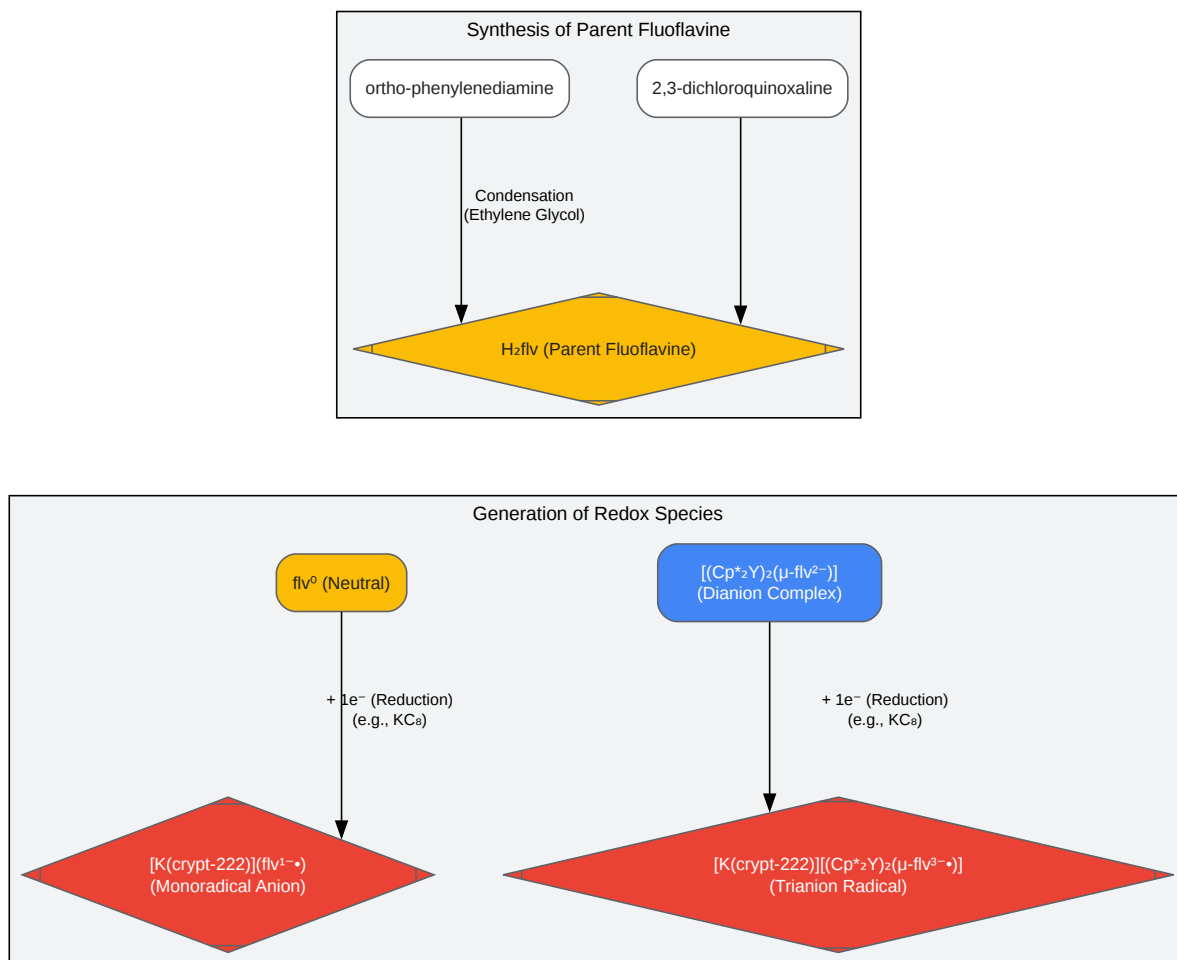 Synthesis of Parent Fluoflavine
ortho-phenylenediamine
2,3-dichloroquinoxaline
Condensation
(Ethylene Glycol)
H₂flv (Parent Fluoflavine)
Generation of Redox Species
flv⁰ (Neutral)
[(Cp*₂Y)₂(μ-flv²⁻)]
(Dianion Complex)
+ 1e⁻ (Reduction)
(e.g., KC₈)
+ 1e⁻ (Reduction)
(e.g., KC₈)
[K(crypt-222)](flv¹⁻•)
(Monoradical Anion)
[K(crypt-222)][(Cp*₂Y)₂(μ-flv³⁻•)]
(Trianion Radical)